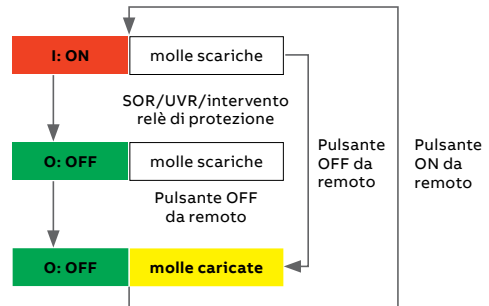 I: ON
molle scariche
SOR/UVR/intervento
relè di protezione
O: OFF
molle scariche
Pulsante OFF
da remoto
Pulsante
OFF da
remoto
Pulsante
ON da
remoto
O: OFF
molle caricate